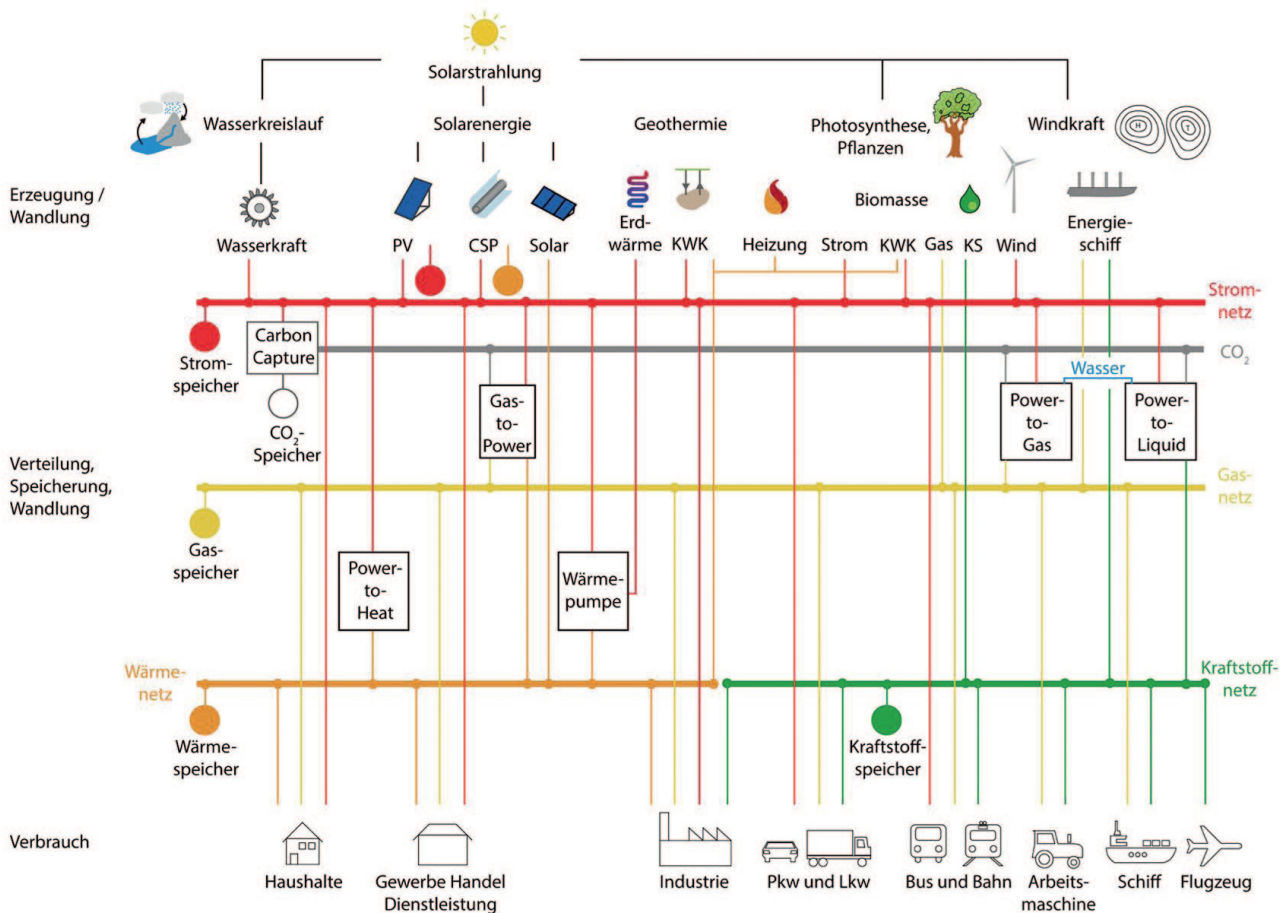 Solarstrahlung
Wasserkreislauf
Solarenergie
Geothermie
Photosynthese,
Pflanzen
Windkraft
H
T
Erzeugung /
Wandlung
Biomasse
Wasserkraft
PV
CSP
Solar
Erd-
wärme
KWK
Heizung
Strom
KWK
Gas
KS
Wind
Energie-
schiff
Strom-
netz
Strom-
speicher
Carbon
Capture
CO2
CO2-
Speicher
Gas-
to-
Power
Wasser
Power-
to-
Gas
Power-
to-
Liquid
Verteilung,
Speicherung,
Wandlung
Gas-
netz
Gas-
speicher
Power-
to-
Heat
Wärme-
pumpe
Wärme-
netz
Kraftstoff-
netz
Wärme-
speicher
Kraftstoff-
speicher
Verbrauch
Haushalte
Gewerbe Handel
Dienstleistung
Industrie
Pkw und Lkw
Bus und Bahn
Arbeits-
maschine
Schiff
Flugzeug